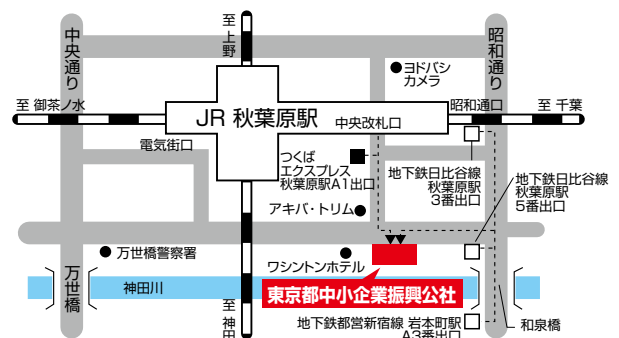 至
上
野
中央通り
昭和通り
ヨドバシ
カメラ
至 御茶ノ水
JR 秋葉原駅
中央改札口
昭和通口
至 千葉
電気街口
つくば
エクスプレス
秋葉原駅A1出口
地下鉄日比谷線
秋葉原駅
3番出口
地下鉄日比谷線
秋葉原駅
5番出口
アキバ・トリム
万世橋警察署
ワシントンホテル
万世橋
神田川
東京都中小企業振興公社
至
神
田
地下鉄都営新宿線 岩本町駅
A3番出口
和泉橋